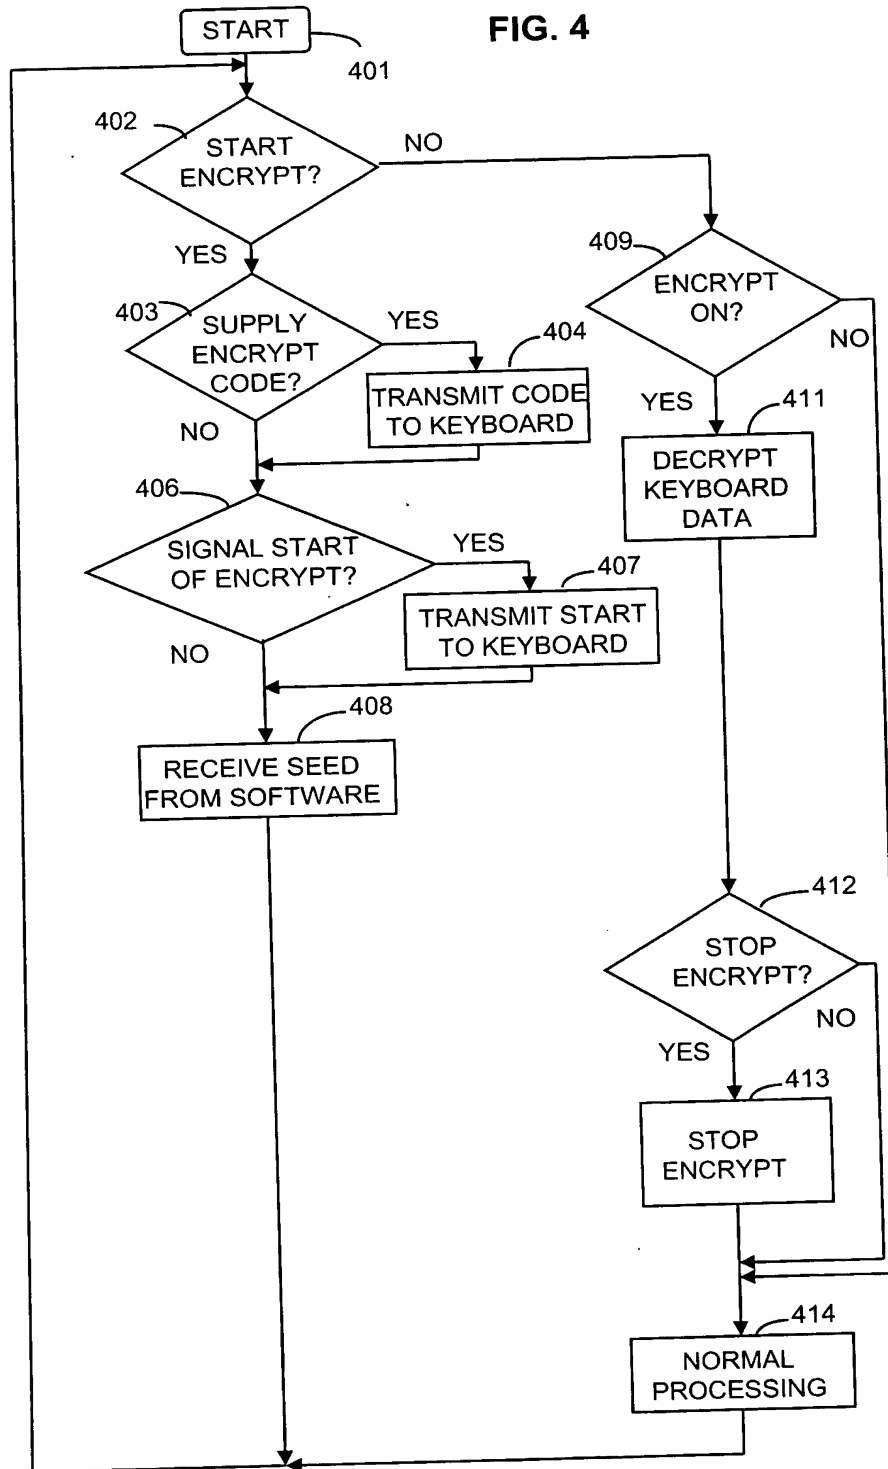 FIG. 4
START
401
402
START
ENCRYPT?
NO
YES
409
ENCRYPT
ON?
NO
YES
403
SUPPLY
ENCRYPT
CODE?
YES
NO
404
TRANSMIT CODE
TO KEYBOARD
411
DECRYPT
KEYBOARD
DATA
406
SIGNAL START
OF ENCRYPT?
YES
NO
407
TRANSMIT START
TO KEYBOARD
408
RECEIVE SEED
FROM SOFTWARE
412
STOP
ENCRYPT?
NO
YES
413
STOP
ENCRYPT
414
NORMAL
PROCESSING